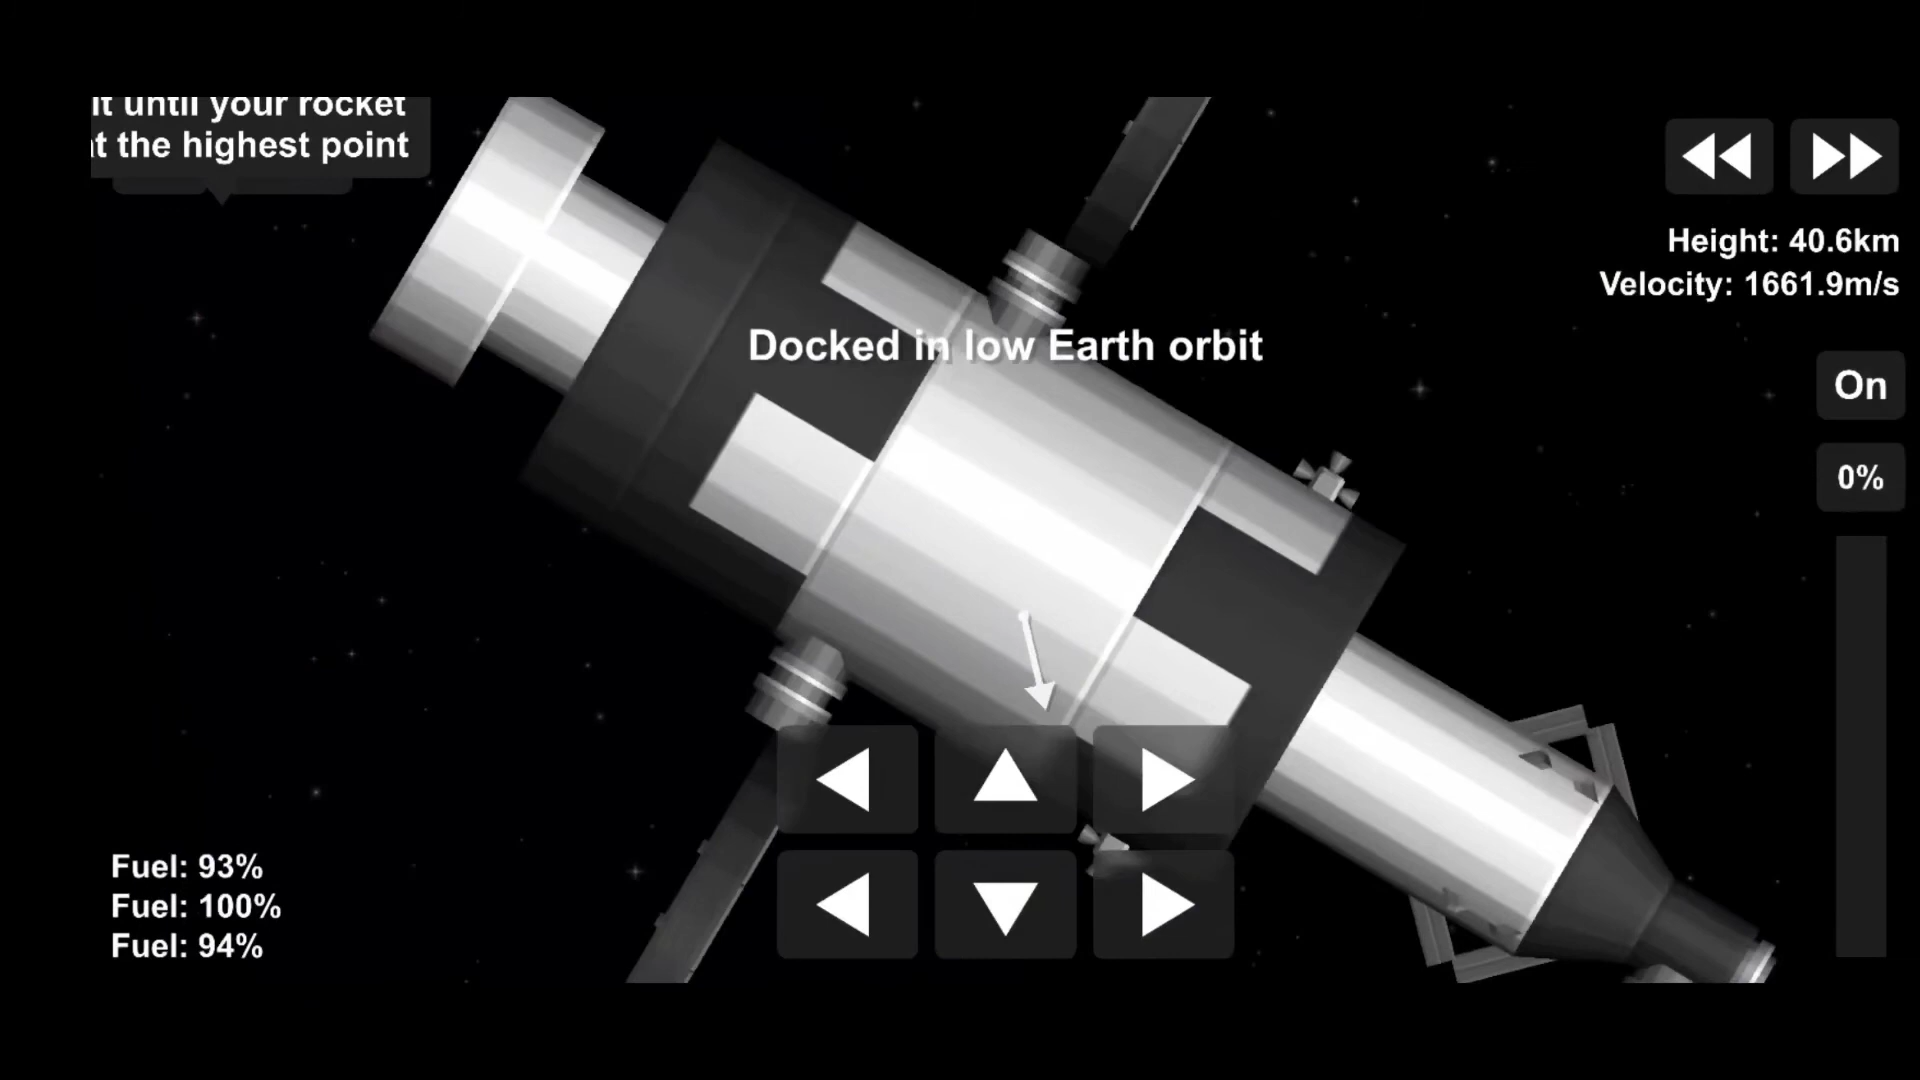 it until your rocket
at the highest point
Height: 40.6km
Velocity: 1661.9m/s
Docked in low Earth orbit
On
0%
Fuel: 93%
Fuel: 100%
Fuel: 94%